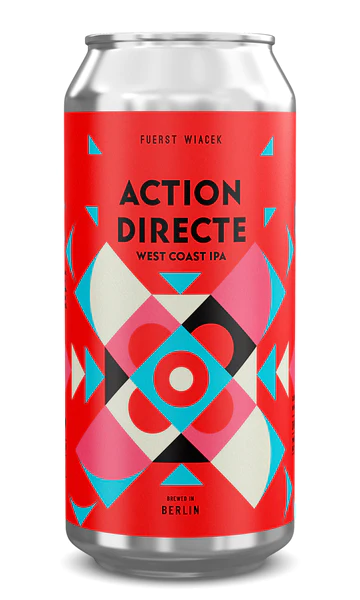 FUERST WIACEK
ACTION
DIRECTE
WEST COAST IPA
BREWED IN
BERLIN